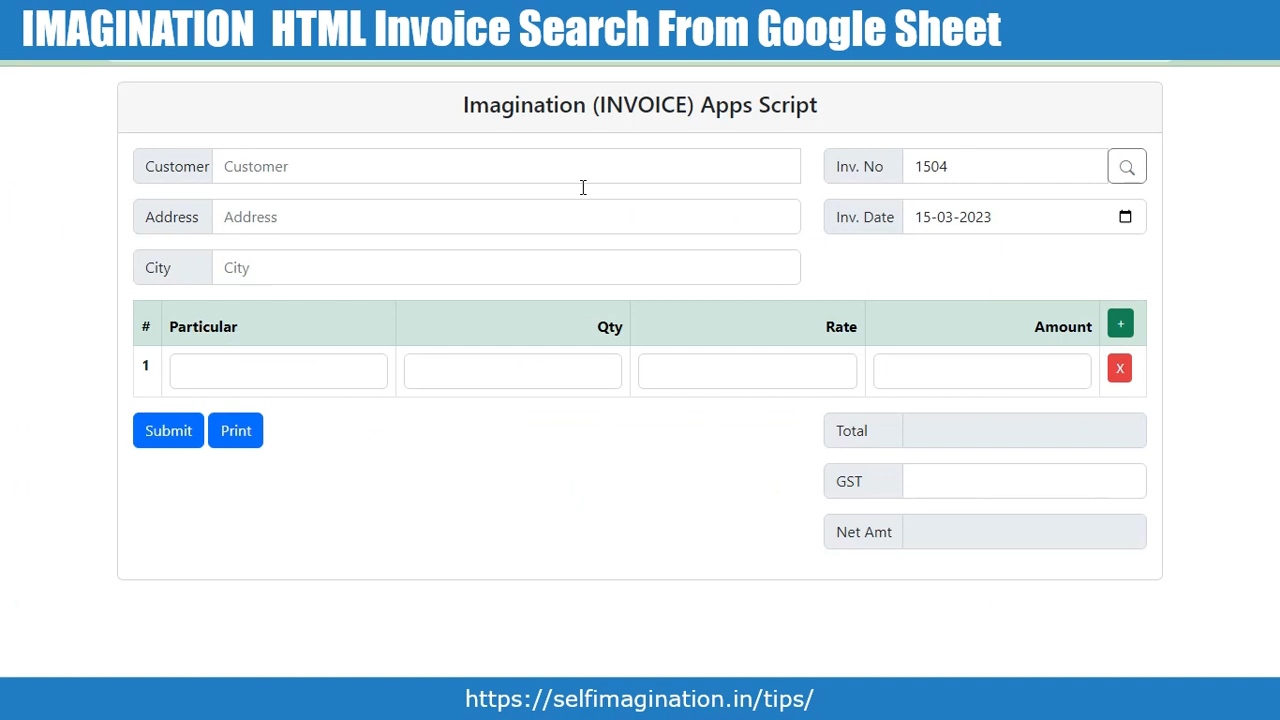 IMAGINATION HTML Invoice Search From Google Sheet
Imagination (INVOICE) Apps Script
Customer Customer Inv. No 1504
Address Address Inv. Date 15-03-2023
City City
# Particular Qty Rate Amount +
1 X
Submit Print Total
GST
Net Amt
https://selfimagination.in/tips/